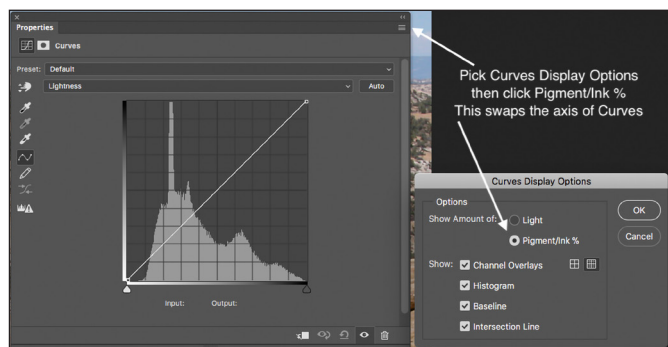 Properties
Curves
Preset: Default
Lightness
Auto
Input: Output:
Pick Curves Display Options
then click Pigment/Ink %
This swaps the axis of Curves
Curves Display Options
Options
Show Amount of: Light
Pigment/Ink %
Show: Channel Overlays
Histogram
Baseline
Intersection Line
OK
Cancel